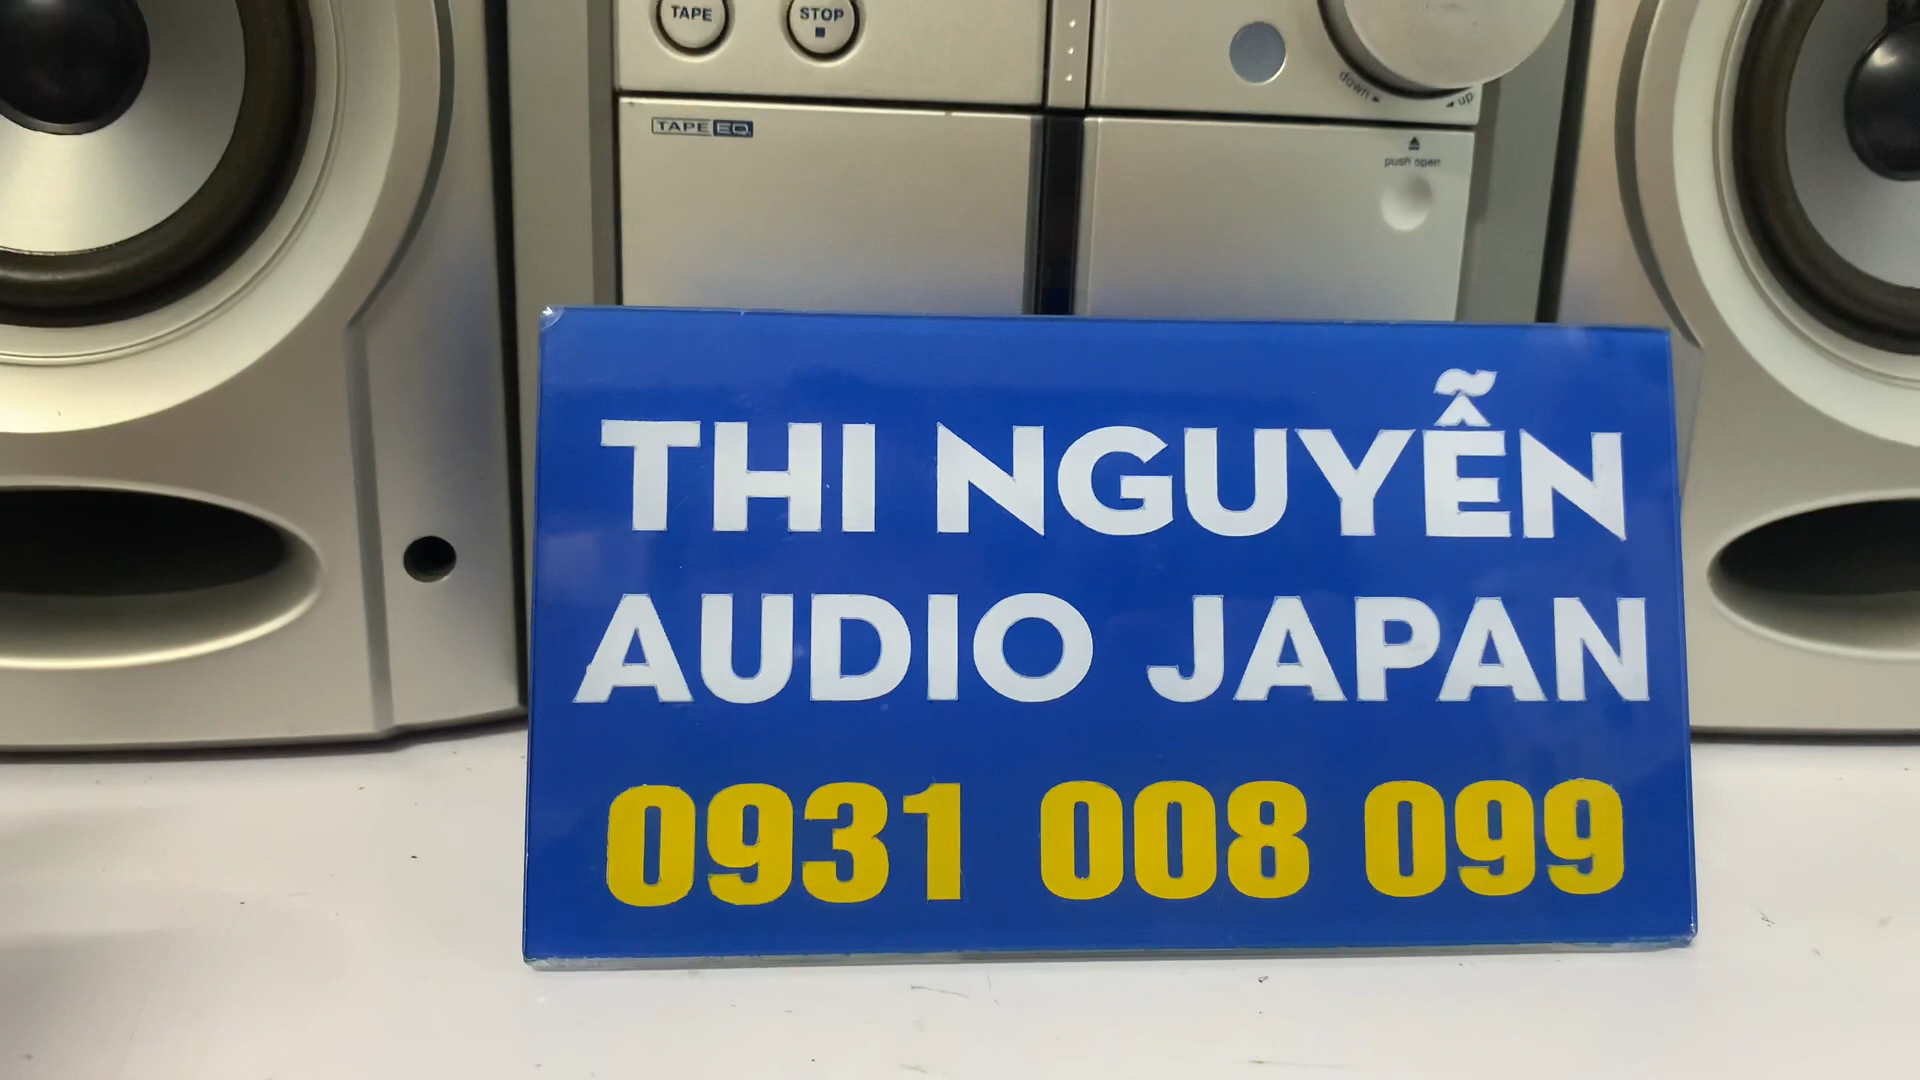 TAPE
STOP
down
up
TAPE EQ.
push open
THI NGUYỄN
AUDIO JAPAN
0931 008 099